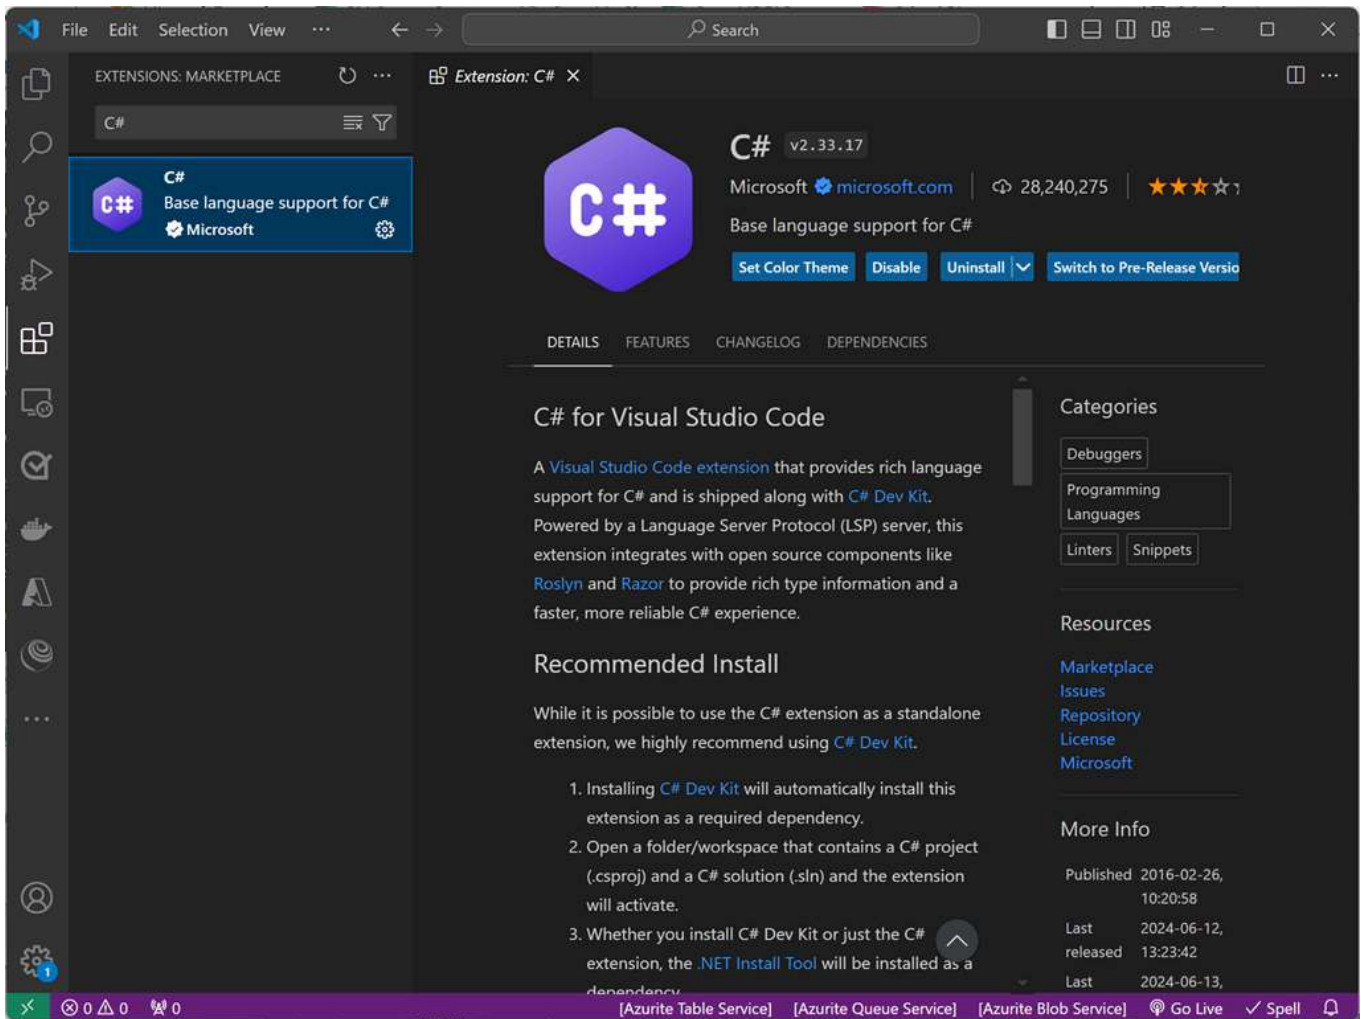 File Edit Selection View ··· Search
EXTENSIONS: MARKETPLACE
C#
C#
Base language support for C#
Microsoft
Extension: C#
C#
C# v2.33.17
Microsoft microsoft.com 28,240,275
Base language support for C#
Set Color Theme Disable Uninstall Switch to Pre-Release Versio
DETAILS FEATURES CHANGELOG DEPENDENCIES
C# for Visual Studio Code
A Visual Studio Code extension that provides rich language
support for C# and is shipped along with C# Dev Kit.
Powered by a Language Server Protocol (LSP) server, this
extension integrates with open source components like
Roslyn and Razor to provide rich type information and a
faster, more reliable C# experience.
Recommended Install
While it is possible to use the C# extension as a standalone
extension, we highly recommend using C# Dev Kit.
1. Installing C# Dev Kit will automatically install this
extension as a required dependency.
2. Open a folder/workspace that contains a C# project
(.csproj) and a C# solution (.sln) and the extension
will activate.
3. Whether you install C# Dev Kit or just the C#
extension, the .NET Install Tool will be installed as a
dependency
Categories
Debuggers
Programming
Languages
Linters Snippets
Resources
Marketplace
Issues
Repository
License
Microsoft
More Info
Published 2016-02-26,
10:20:58
Last 2024-06-12,
released 13:23:42
Last 2024-06-13,
1
0 0 0 [Azurite Table Service] [Azurite Queue Service] [Azurite Blob Service] Go Live Spell